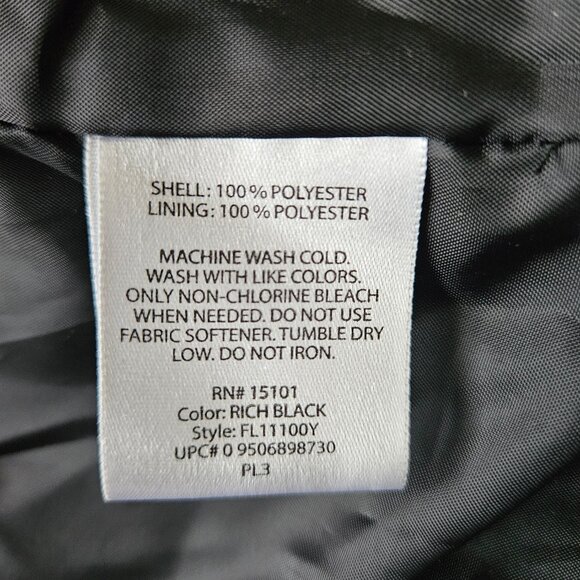 SHELL: 100% POLYESTER
LINING: 100% POLYESTER
MACHINE WASH COLD.
WASH WITH LIKE COLORS.
ONLY NON-CHLORINE BLEACH
WHEN NEEDED. DO NOT USE
FABRIC SOFTENER. TUMBLE DRY
LOW. DO NOT IRON.
RN# 15101
Color: RICH BLACK
Style: FL11100Y
UPC# 0 9506898730
PL3